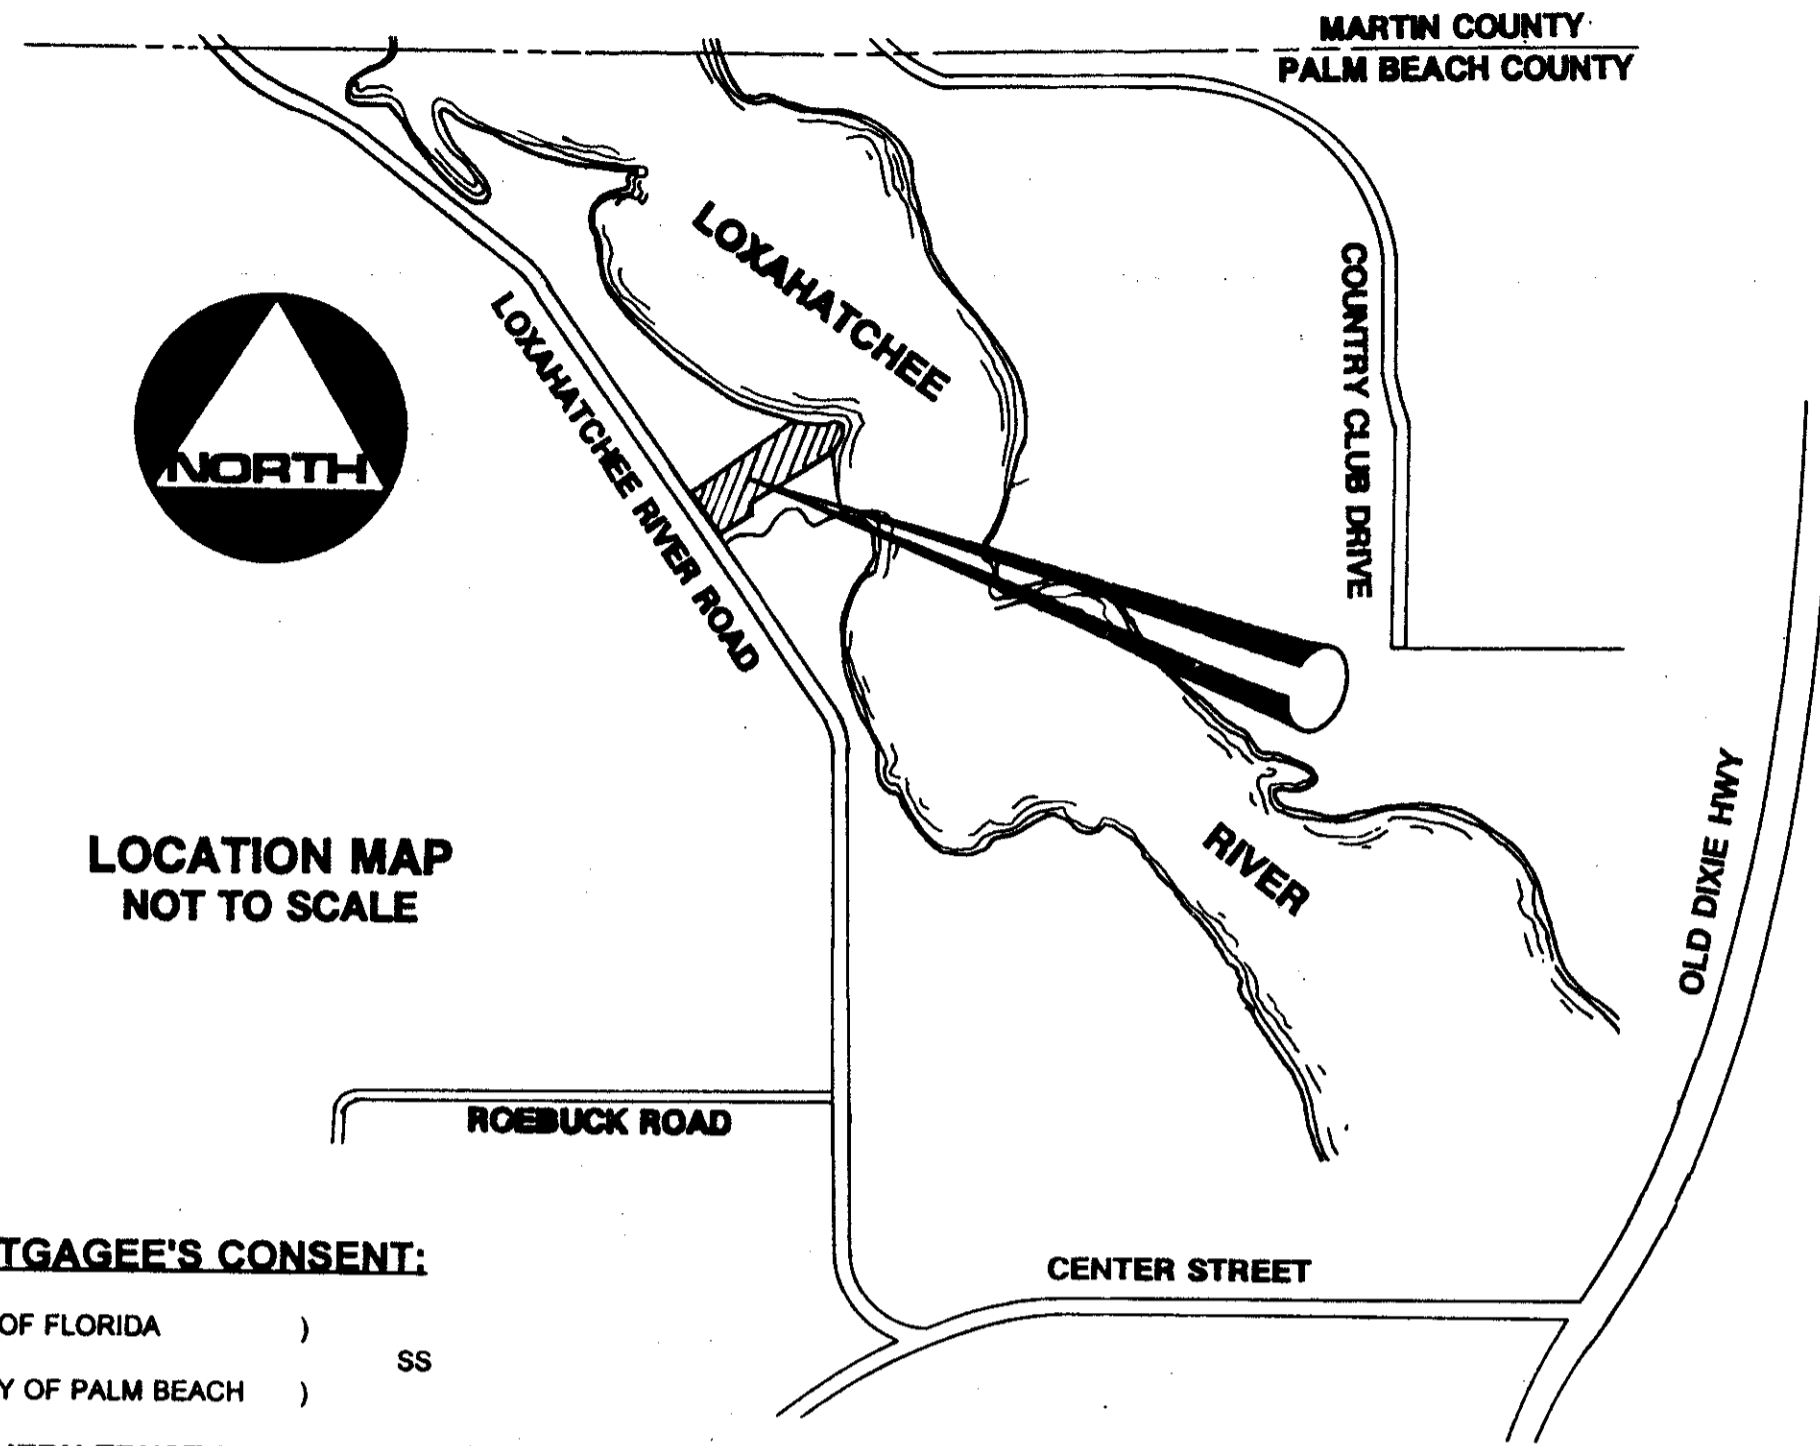 MARTIN COUNTY
PALM BEACH COUNTY
LOXAHATCHEE
COUNTRY CLUB DRIVE
LOXAHATCHEE RIVER ROAD
NORTH
OLD DIXIE HWY
RIVER
LOCATION MAP
NOT TO SCALE
ROEBUCK ROAD
TGAGEE'S CONSENT:
CENTER STREET
OF FLORIDA )
SS
Y OF PALM BEACH )